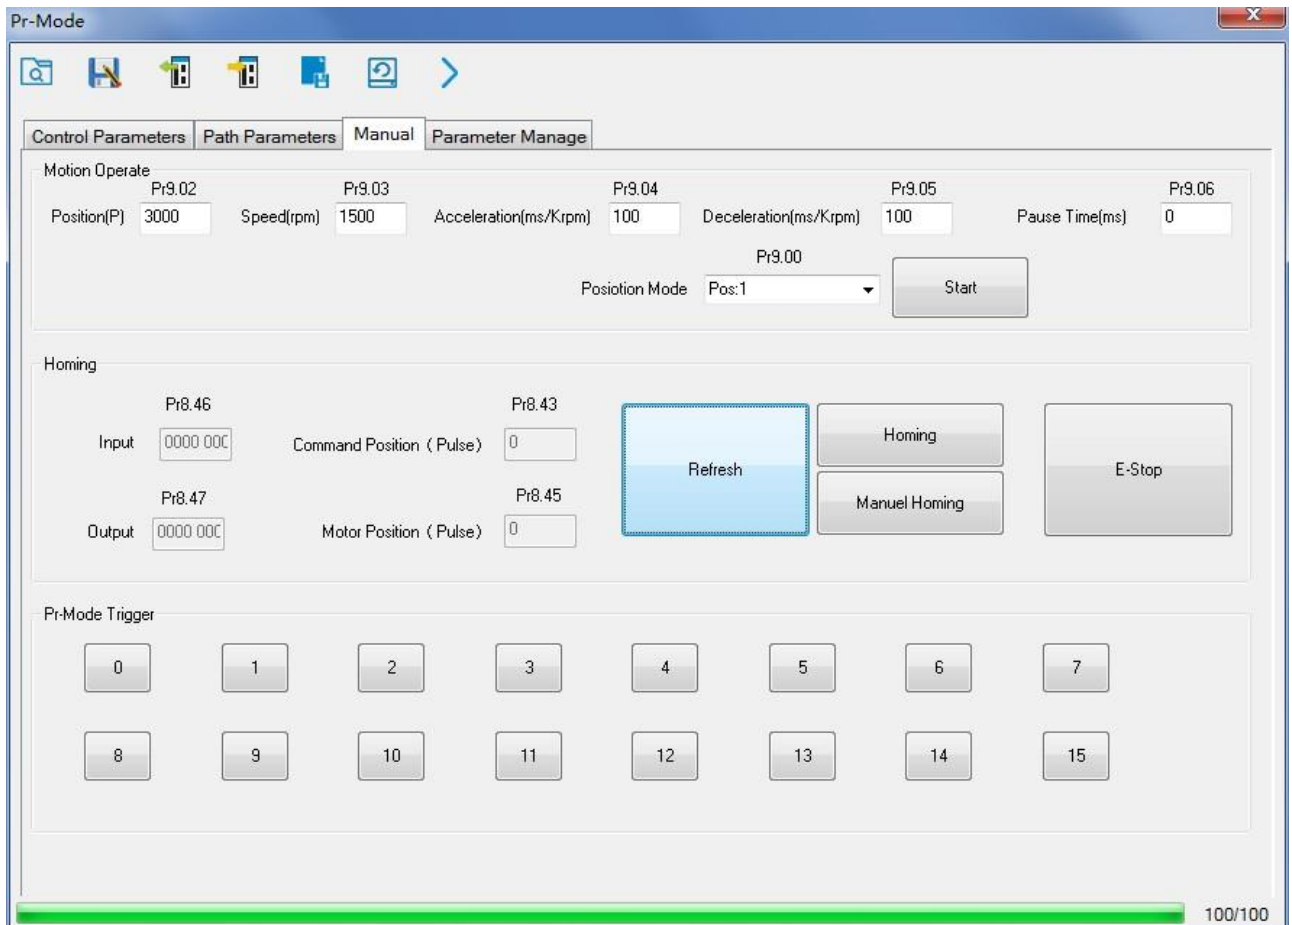 Pr-Mode
x
Control Parameters Path Parameters Manual Parameter Manage
Motion Operate
Pr9.02 Pr9.03 Pr9.04 Pr9.05 Pr9.06
Position(P) 3000 Speed(rpm) 1500 Acceleration(ms/Krpm) 100 Deceleration(ms/Krpm) 100 Pause Time(ms) 0
Pr9.00
Posiotion Mode Pos:1 Start
Homing
Pr8.46 Pr8.43
Input 0000 000 Command Position ( Pulse) 0
Refresh Homing E-Stop
Pr8.47 Pr8.45
Manuel Homing
Output 0000 000 Motor Position ( Pulse) 0
Pr-Mode Trigger
0 1 2 3 4 5 6 7
8 9 10 11 12 13 14 15
100/100